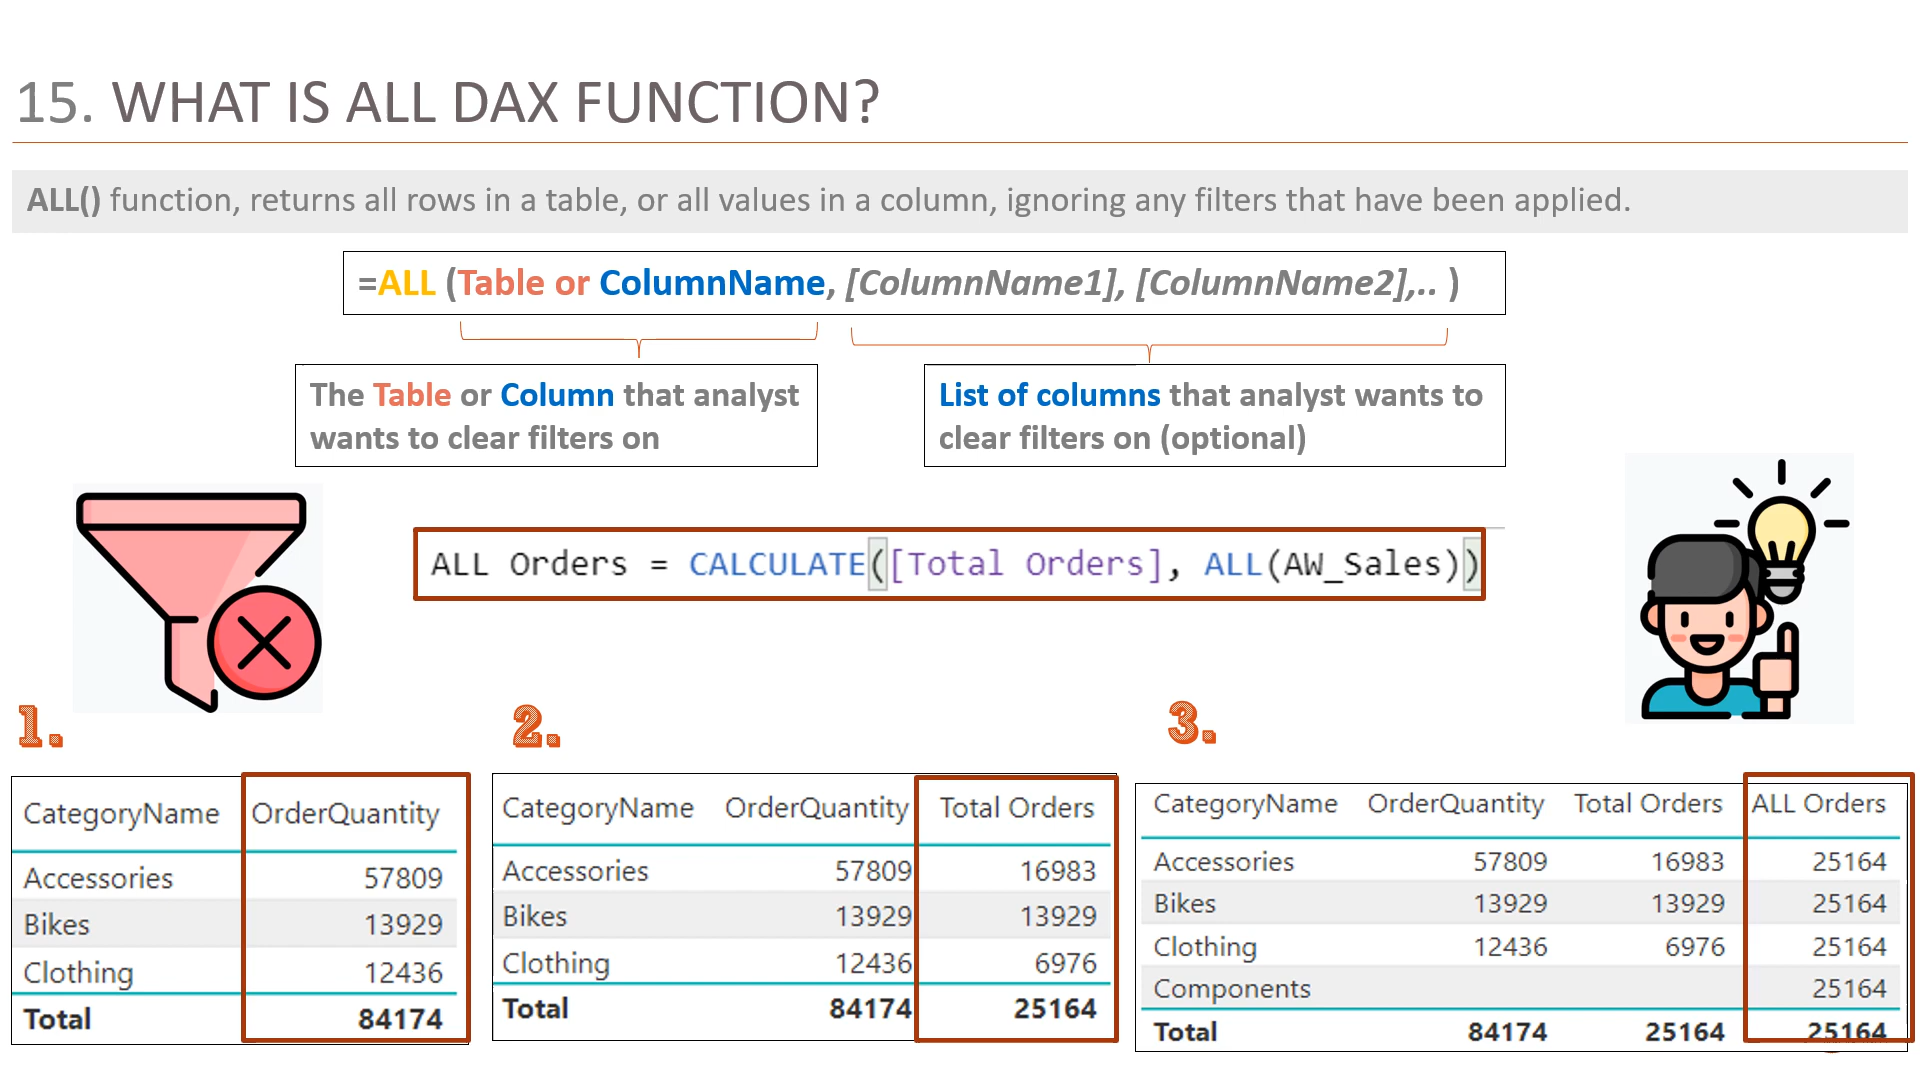 15. WHAT IS ALL DAX FUNCTION?
ALL() function, returns all rows in a table, or all values in a column, ignoring any filters that have been applied.
=ALL (Table or ColumnName, [ColumnName1], [ColumnName2],.. )
The Table or Column that analyst
wants to clear filters on
List of columns that analyst wants to
clear filters on (optional)
ALL Orders = CALCULATE([Total Orders], ALL(AW_Sales))
1.
CategoryName OrderQuantity
Accessories 57809
Bikes 13929
Clothing 12436
Total 84174
2.
CategoryName OrderQuantity Total Orders
Accessories 57809 16983
Bikes 13929 13929
Clothing 12436 6976
Total 84174 25164
3.
CategoryName OrderQuantity Total Orders ALL Orders
Accessories 57809 16983 25164
Bikes 13929 13929 25164
Clothing 12436 6976 25164
Components 25164
Total 84174 25164 25164